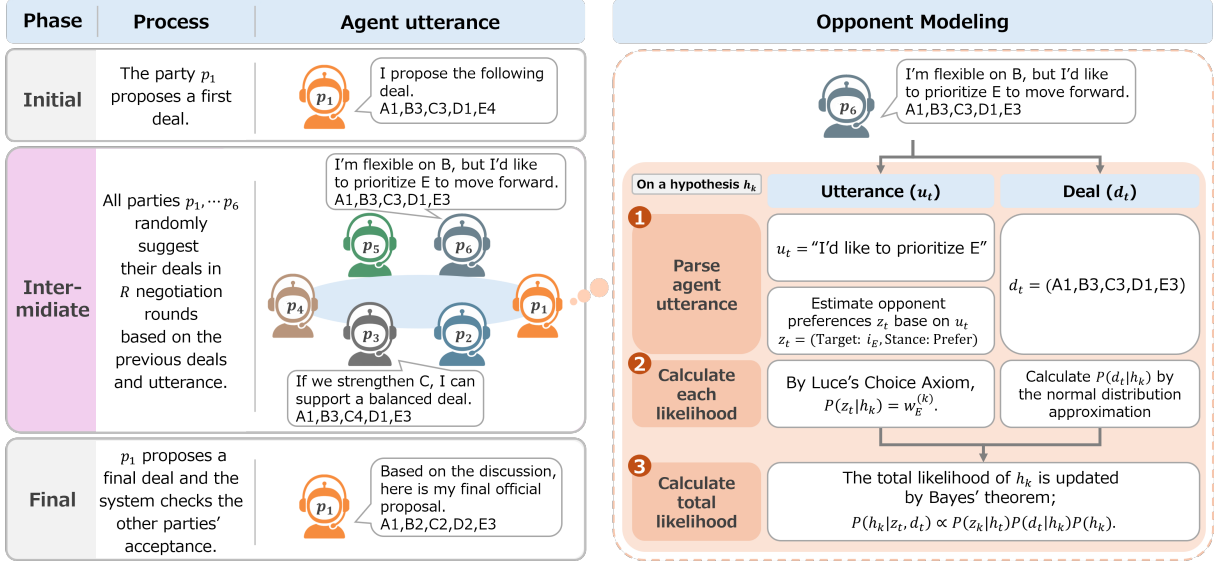 Phase
Process
Agent utterance
Initial
The party p₁
proposes a first
deal.
p₁
I propose the following
deal.
A1,B3,C3,D1,E4
Inter-
midiate
All parties p₁,⋯p₆
randomly
suggest
their deals in
R negotiation
rounds
based on the
previous deals
and utterance.
I'm flexible on B, but I'd like
to prioritize E to move forward.
A1,B3,C3,D1,E3
p₅
p₆
p₄
p₁
p₃
p₂
If we strengthen C, I can
support a balanced deal.
A1,B3,C4,D1,E3
Final
p₁ proposes a
final deal and the
system checks the
other parties'
acceptance.
p₁
Based on the discussion,
here is my final official
proposal.
A1,B2,C2,D2,E3
Opponent Modeling
p₆
I'm flexible on B, but I'd like
to prioritize E to move forward.
A1,B3,C3,D1,E3
On a hypothesis hₖ
Utterance (uₜ)
Deal (dₜ)
1
Parse
agent
utterance
uₜ = "I'd like to prioritize E"
Estimate opponent
preferences zₜ base on uₜ
zₜ = (Target: i_E, Stance: Prefer)
dₜ = (A1,B3,C3,D1,E3)
2
Calculate
each
likelihood
By Luce's Choice Axiom,
P(zₜ|hₖ) = w_E^(k).
Calculate P(dₜ|hₖ) by
the normal distribution
approximation
3
Calculate
total
likelihood
The total likelihood of hₖ is updated
by Bayes' theorem;
P(hₖ|zₜ, dₜ) ∝ P(zₖ|hₜ)P(dₜ|hₖ)P(hₖ).